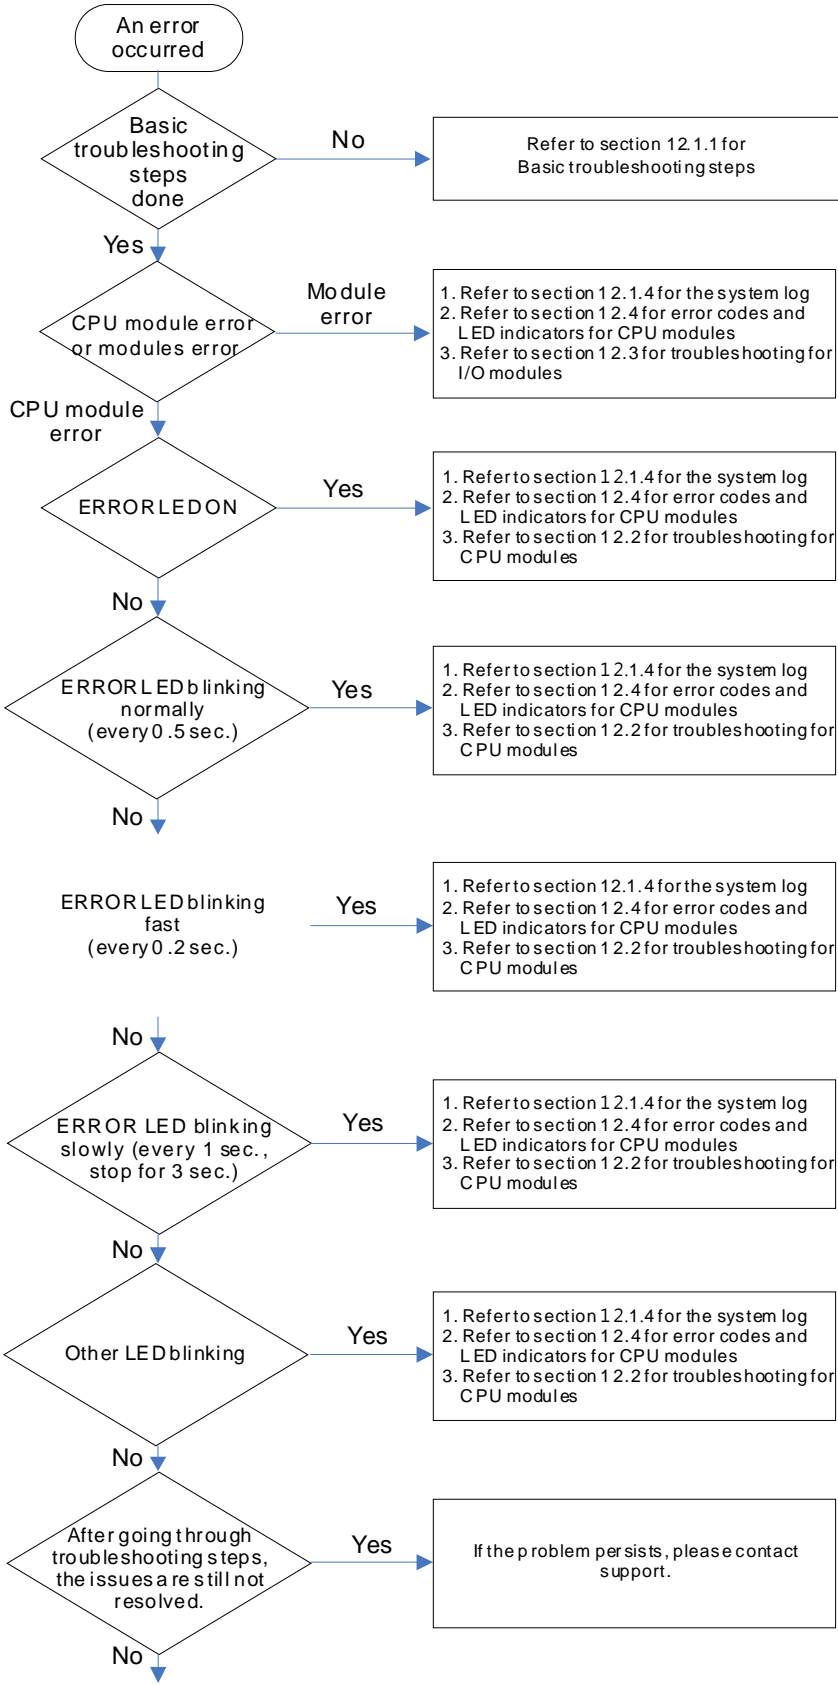 An error
occurred
Basic
troubleshooting
steps
done
No
Refer to section 12.1.1 for
Basic troubleshooting steps
Yes
CPU module error
or modules error
Module
error
1. Refer to section 12.1.4 for the system log
2. Refer to section 12.4 for error codes and
LED indicators for CPU modules
3. Refer to section 12.3 for troubleshooting for
I/O modules
CPU module
error
ERROR LED ON
Yes
1. Refer to section 12.1.4 for the system log
2. Refer to section 12.4 for error codes and
LED indicators for CPU modules
3. Refer to section 12.2 for troubleshooting for
CPU modules
No
ERROR LED blinking
normally
(every 0.5 sec.)
Yes
1. Refer to section 12.1.4 for the system log
2. Refer to section 12.4 for error codes and
LED indicators for CPU modules
3. Refer to section 12.2 for troubleshooting for
CPU modules
No
ERROR LED blinking
fast
(every 0.2 sec.)
Yes
1. Refer to section 12.1.4 for the system log
2. Refer to section 12.4 for error codes and
LED indicators for CPU modules
3. Refer to section 12.2 for troubleshooting for
CPU modules
No
ERROR LED blinking
slowly (every 1 sec.,
stop for 3 sec.)
Yes
1. Refer to section 12.1.4 for the system log
2. Refer to section 12.4 for error codes and
LED indicators for CPU modules
3. Refer to section 12.2 for troubleshooting for
CPU modules
No
Other LED blinking
Yes
1. Refer to section 12.1.4 for the system log
2. Refer to section 12.4 for error codes and
LED indicators for CPU modules
3. Refer to section 12.2 for troubleshooting for
CPU modules
No
After going through
troubleshooting steps,
the issues are still not
resolved.
Yes
If the problem persists, please contact
support.
No